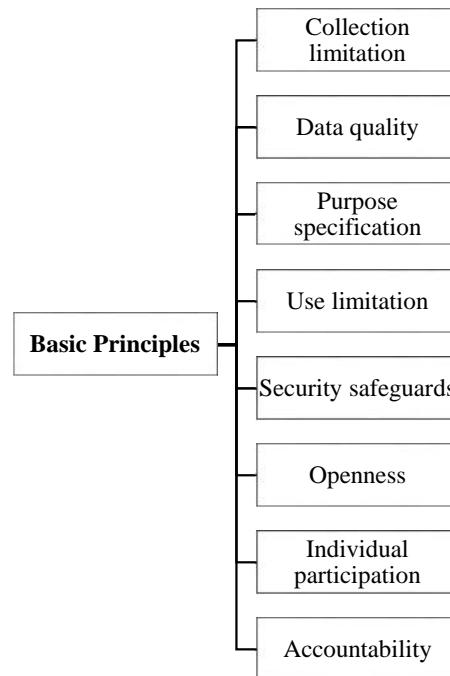 Collection
limitation
Data quality
Purpose
specification
Use limitation
Basic Principles
Security safeguards
Openness
Individual
participation
Accountability